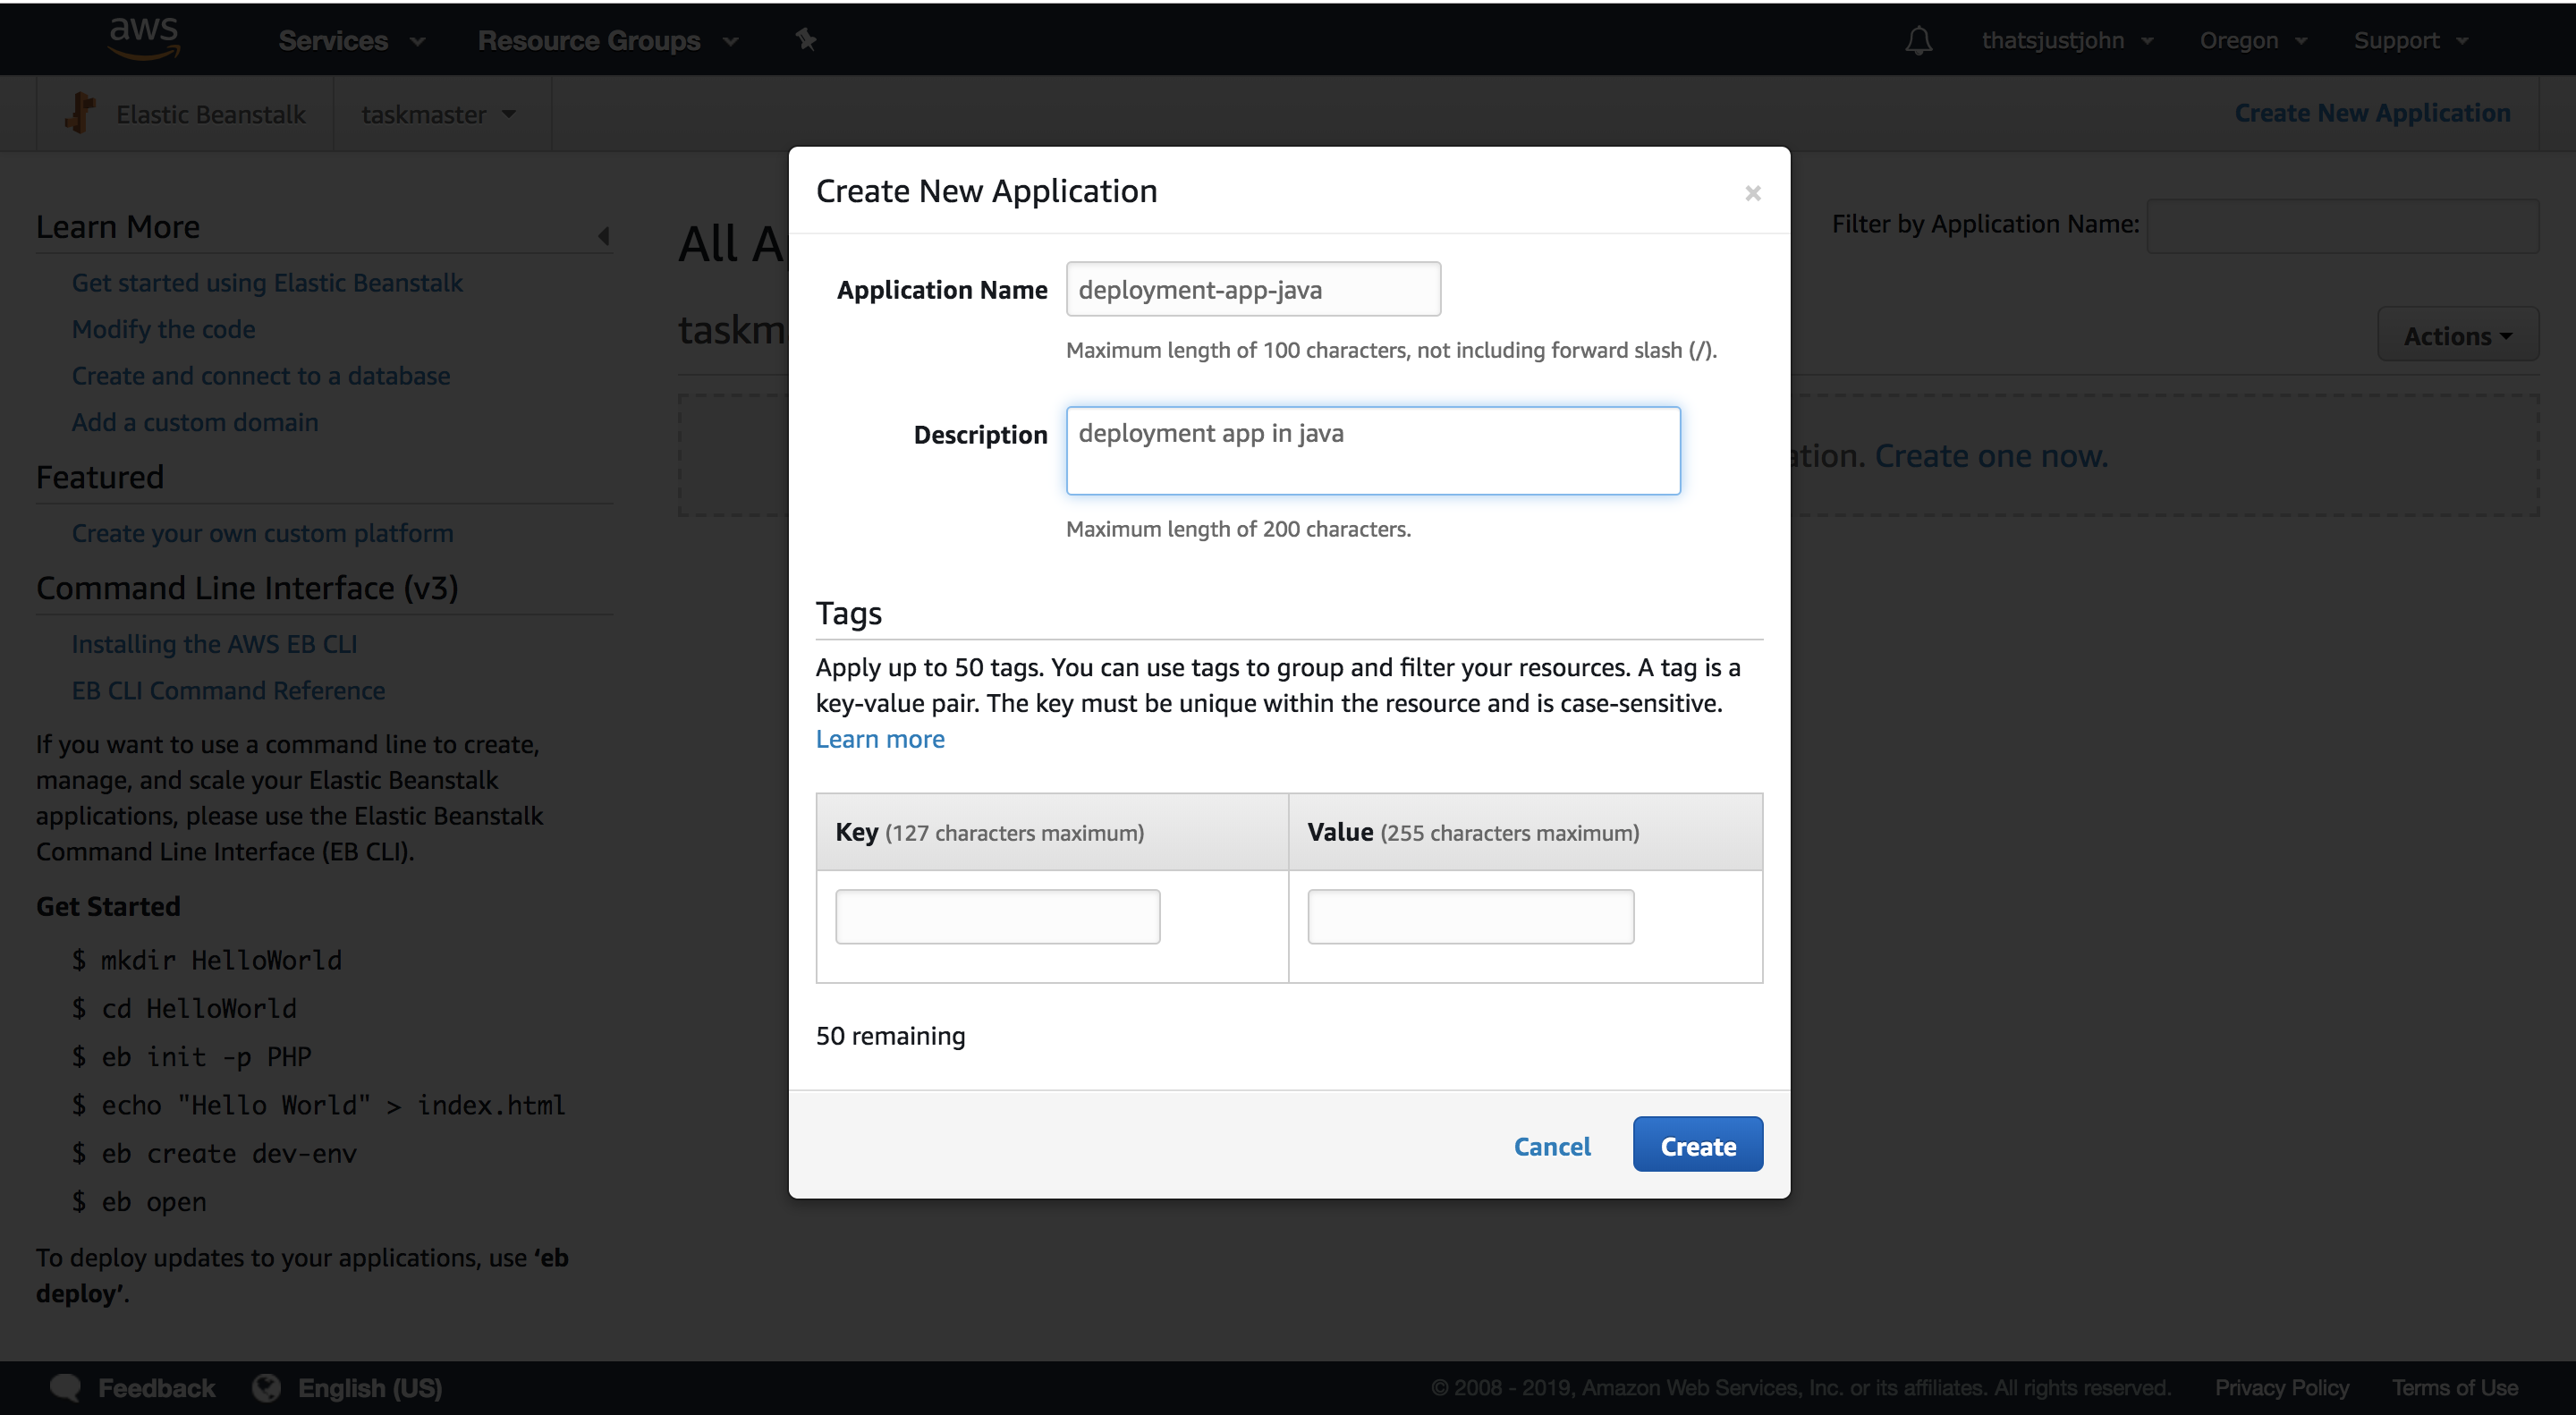 aws Services Resource Groups thatsjustjohn Oregon Support
Elastic Beanstalk taskmaster Create New Application
Learn More
Get started using Elastic Beanstalk
Modify the code
Create and connect to a database
Add a custom domain
Featured
Create your own custom platform
Command Line Interface (v3)
Installing the AWS EB CLI
EB CLI Command Reference
If you want to use a command line to create,
manage, and scale your Elastic Beanstalk
applications, please use the Elastic Beanstalk
Command Line Interface (EB CLI).
Get Started
$ mkdir HelloWorld
$ cd HelloWorld
$ eb init -p PHP
$ echo "Hello World" > index.html
$ eb create dev-env
$ eb open
To deploy updates to your applications, use ‘eb
deploy’.
All A
Filter by Application Name:
taskm
Actions
ation. Create one now.
Create New Application ×
Application Name deployment-app-java
Maximum length of 100 characters, not including forward slash (/).
Description deployment app in java
Maximum length of 200 characters.
Tags
Apply up to 50 tags. You can use tags to group and filter your resources. A tag is a
key-value pair. The key must be unique within the resource and is case-sensitive.
Learn more
Key (127 characters maximum) Value (255 characters maximum)
50 remaining
Cancel Create
Feedback English (US) © 2008 - 2019, Amazon Web Services, Inc. or its affiliates. All rights reserved. Privacy Policy Terms of Use